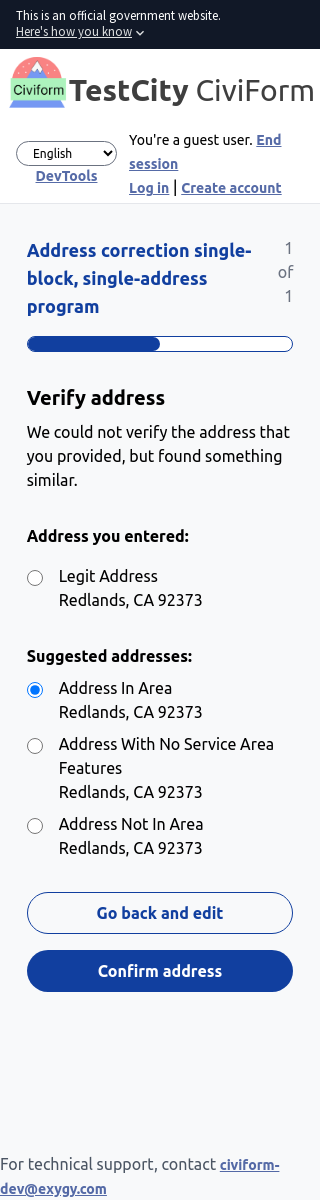 This is an official government website.
Here's how you know
Civiform
TestCity CiviForm
English
DevTools
You're a guest user. End
session
Log in | Create account
Address correction single-
block, single-address
program
1
of
1
Verify address
We could not verify the address that
you provided, but found something
similar.
Address you entered:
Legit Address
Redlands, CA 92373
Suggested addresses:
Address In Area
Redlands, CA 92373
Address With No Service Area
Features
Redlands, CA 92373
Address Not In Area
Redlands, CA 92373
Go back and edit
Confirm address
For technical support, contact civiform-
dev@exygy.com